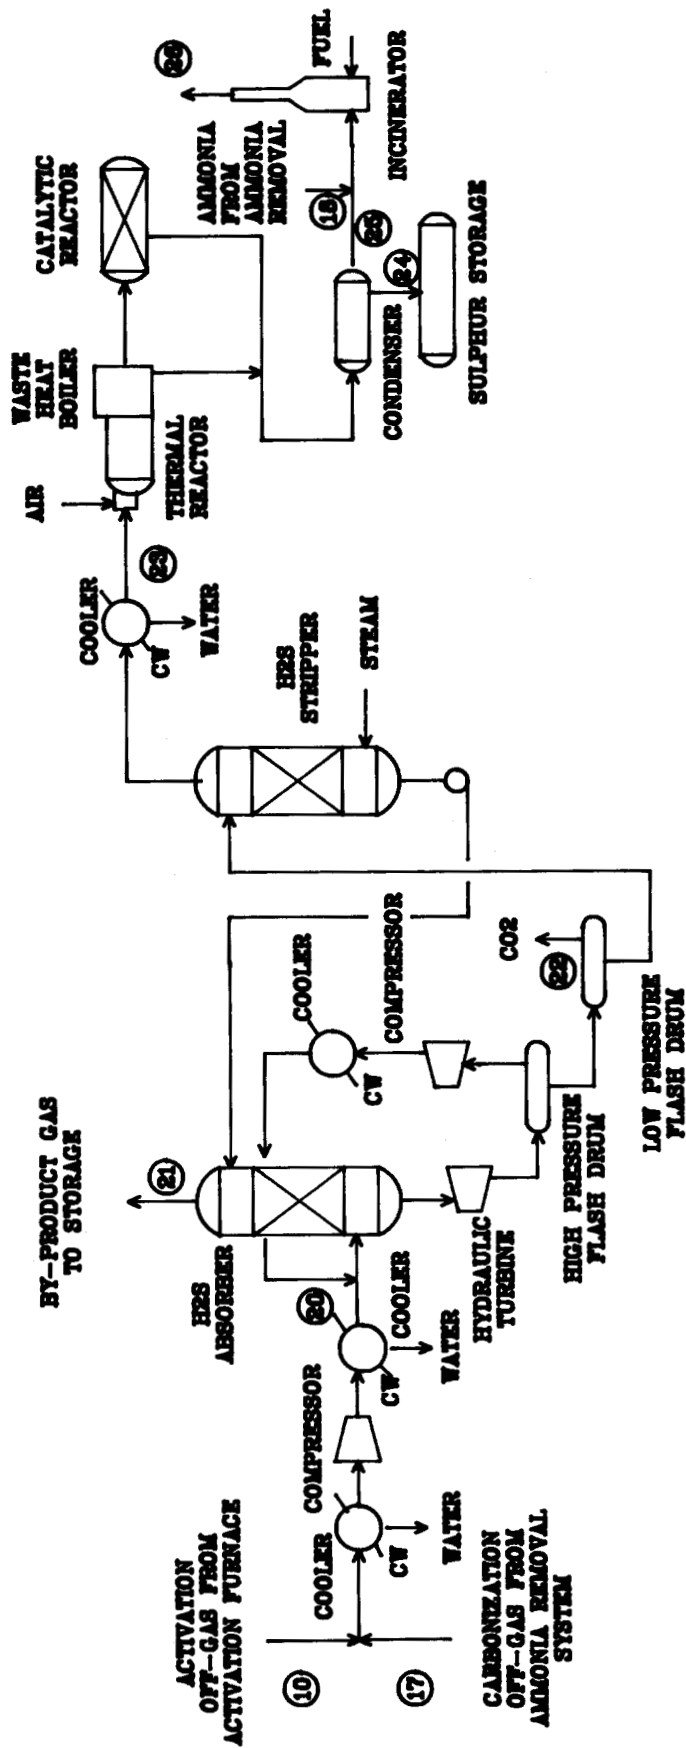 ACTIVATION
OFF-GAS FROM
ACTIVATION FURNACE
10
17
CARBONIZATION
OFF-GAS FROM
AMMONIA REMOVAL
SYSTEM
COOLER
CW
WATER
COMPRESSOR
20
COOLER
CW
WATER
BY-PRODUCT GAS
TO STORAGE
21
H2S
ABSORBER
HYDRAULIC
TURBINE
HIGH PRESSURE
FLASH DRUM
COOLER
CW
COMPRESSOR
CO2
22
LOW PRESSURE
FLASH DRUM
H2S
STRIPPER
STEAM
COOLER
CW
WATER
23
AIR
THERMAL
REACTOR
WASTE
HEAT
BOILER
CATALYTIC
REACTOR
CONDENSER
24
SULPHUR STORAGE
25
18
AMMONIA
FROM
AMMONIA
REMOVAL
26
FUEL
INCINERATOR